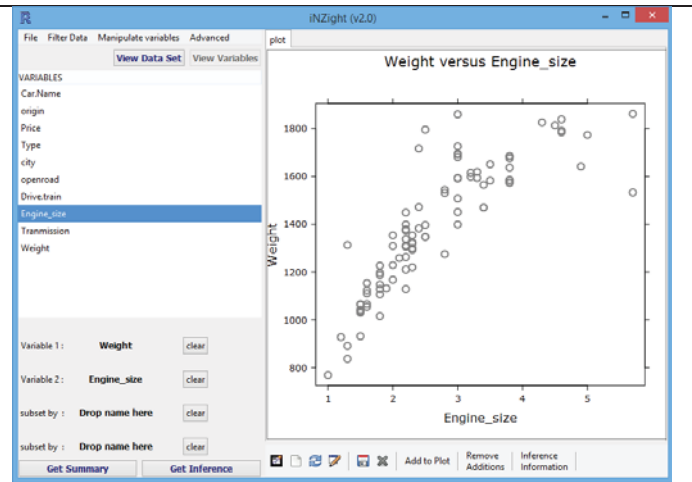 iNZight (v2.0)
File Filter Data Manipulate variables Advanced
View Data Set View Variables
VARIABLES
Car.Name
origin
Price
Type
city
openroad
Drive.train
Engine_size
Tranmission
Weight
Variable 1 : Weight clear
Variable 2 : Engine_size clear
subset by : Drop name here clear
subset by : Drop name here clear
Get Summary Get Inference
plot
Weight versus Engine_size
Weight
1800
1600
1400
1200
1000
800
1 2 3 4 5
Engine_size
Add to Plot Remove Additions Inference Information